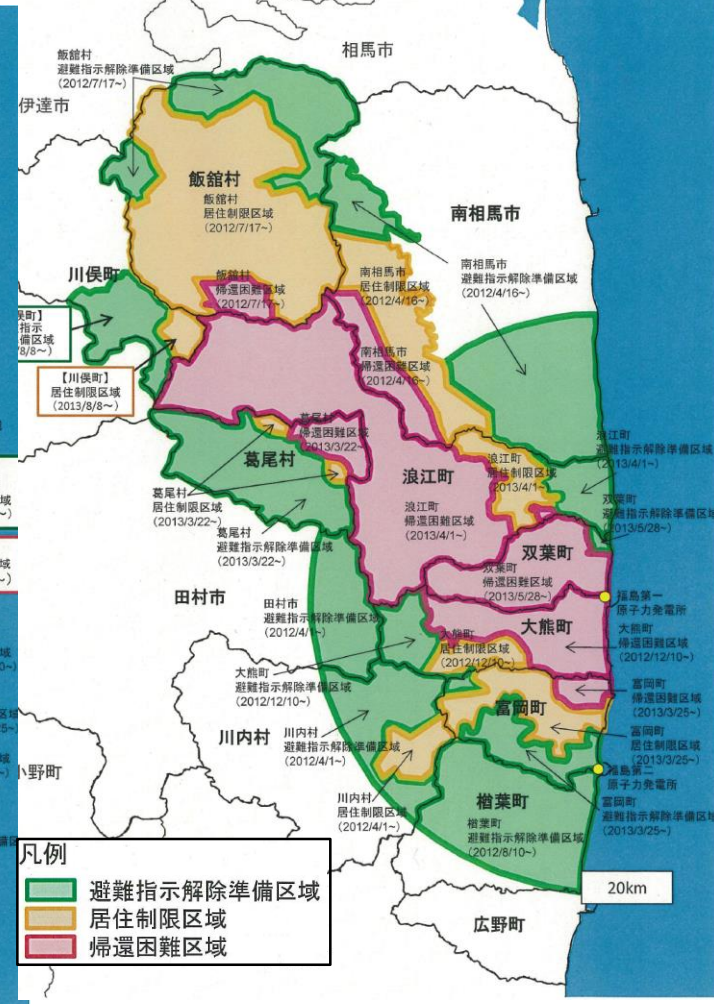 相馬市
飯舘村
避難指示解除準備区域
(2012/7/17~)
伊達市
飯舘村
飯舘村
居住制限区域
(2012/7/17~)
南相馬市
川俣町
飯舘村
帰還困難区域
(2012/7/17~)
南相馬市
居住制限区域
(2012/4/16~)
南相馬市
避難指示解除準備区域
(2012/4/16~)
俣町】
指示
備区域
/8/8~)
【川俣町】
居住制限区域
(2013/8/8~)
南相馬市
帰還困難区域
(2012/4/16~)
葛尾村
帰還困難区域
(2013/3/22~)
葛尾村
葛尾村
居住制限区域
(2013/3/22~)
葛尾村
避難指示解除準備区域
(2013/3/22~)
浪江町
浪江町
帰還困難区域
(2013/4/1~)
浪江町
居住制限区域
(2013/4/1~)
浪江町
避難指示解除準備区域
(2013/4/1~)
双葉町
避難指示解除準備区域
(2013/5/28~)
双葉町
双葉町
帰還困難区域
(2013/5/28~)
福島第一
原子力発電所
田村市
田村市
避難指示解除準備区域
(2012/4/1~)
大熊町
大熊町
居住制限区域
(2012/12/10~)
大熊町
帰還困難区域
(2012/12/10~)
大熊町
避難指示解除準備区域
(2012/12/10~)
富岡町
富岡町
帰還困難区域
(2013/3/25~)
富岡町
居住制限区域
(2013/3/25~)
川内村
川内村
避難指示解除準備区域
(2012/4/1~)
川内村
居住制限区域
(2012/4/1~)
福島第二
原子力発電所
富岡町
避難指示解除準備区域
(2013/3/25~)
小野町
楢葉町
楢葉町
避難指示解除準備区域
(2012/8/10~)
20km
広野町
凡例
避難指示解除準備区域
居住制限区域
帰還困難区域